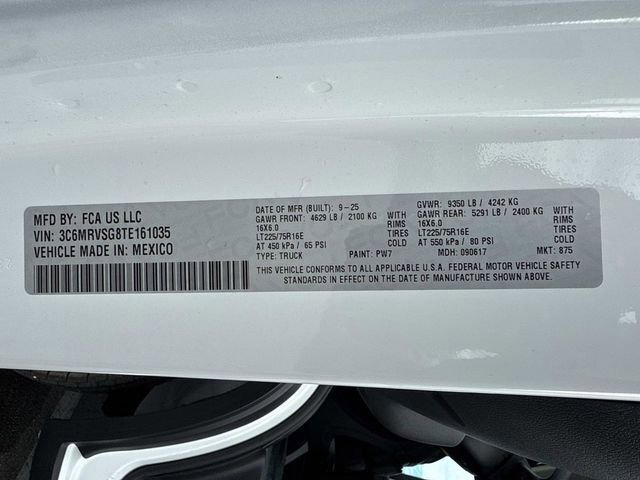 MFD BY: FCA US LLC
VIN: 3C6MRVSG8TE161035
VEHICLE MADE IN: MEXICO
DATE OF MFR (BUILT): 9-25
GAWR FRONT: 4629 LB / 2100 KG
16X6.0 RIMS
LT225/75R16E TIRES
AT 450 kPa / 65 PSI
TYPE: TRUCK PAINT: PW7
GVWR: 9350 LB / 4242 KG
GAWR REAR: 5291 LB / 2400 KG
16X6.0 RIMS
LT225/75R16E TIRES
AT 550 kPa / 80 PSI
MDH: 090617 MKT: 875
THIS VEHICLE CONFORMS TO ALL APPLICABLE U.S.A. FEDERAL MOTOR VEHICLE SAFETY
STANDARDS IN EFFECT ON THE DATE OF MANUFACTURE SHOWN ABOVE.